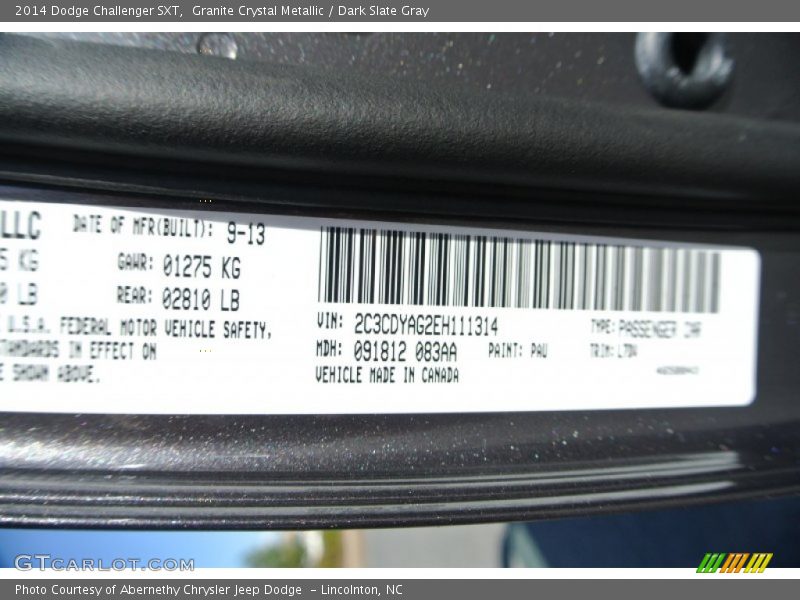 2014 Dodge Challenger SXT, Granite Crystal Metallic / Dark Slate Gray
LLC DATE OF MFR(BUILT): 9-13
KG GAWR: 01275 KG
LB REAR: 02810 LB
U.S.A. FEDERAL MOTOR VEHICLE SAFETY,
STANDARDS IN EFFECT ON
SHOWN ABOVE.
VIN: 2C3CDYAG2EH111314 TYPE: PASSENGER CAR
MDH: 091812 083AA PAINT: PAU TRIM:
VEHICLE MADE IN CANADA
GTCARLOT.COM
Photo Courtesy of Abernethy Chrysler Jeep Dodge - Lincolnton, NC